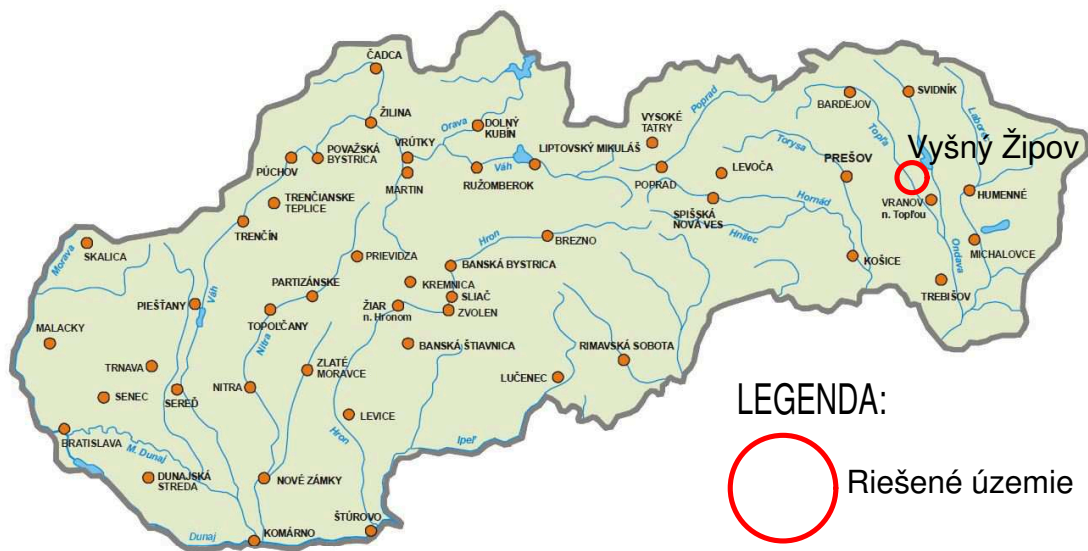 ČADCA
ŽILINA
Orava
DOLNÝ
KUBÍN
VRÚTKY
POVAŽSKÁ
BYSTRICA
PÚCHOV
MARTIN
RUŽOMBEROK
Váh
LIPTOVSKÝ MIKULÁŠ
VYSOKÉ
TATRY
Poprad
POPRAD
LEVOČA
SPIŠSKÁ
NOVÁ VES
Torysa
Hornád
Hnilec
BARDEJOV
Topľa
SVIDNÍK
Vyšný Žipov
PREŠOV
VRANOV
n. Topľou
HUMENNÉ
MICHALOVCE
Ondava
KOŠICE
TREBIŠOV
TRENČIANSKE
TEPLICE
TRENČÍN
Morava
SKALICA
PRIEVIDZA
Hron
BREZNO
BANSKÁ BYSTRICA
KREMNICA
SLIAČ
ZVOLEN
ŽIAR
n. Hronom
PARTIZÁNSKE
TOPOĽČANY
PIEŠŤANY
Váh
Nitra
MALACKY
TRNAVA
SENEC
SEREĎ
NITRA
ZLATÉ
MORAVCE
BANSKÁ ŠTIAVNICA
RIMAVSKÁ SOBOTA
LUČENEC
LEVICE
Hron
Ipeľ
BRATISLAVA
M. Dunaj
DUNAJSKÁ
STREDA
NOVÉ ZÁMKY
ŠTÚROVO
KOMÁRNO
Dunaj
LEGENDA:
Riešené územie